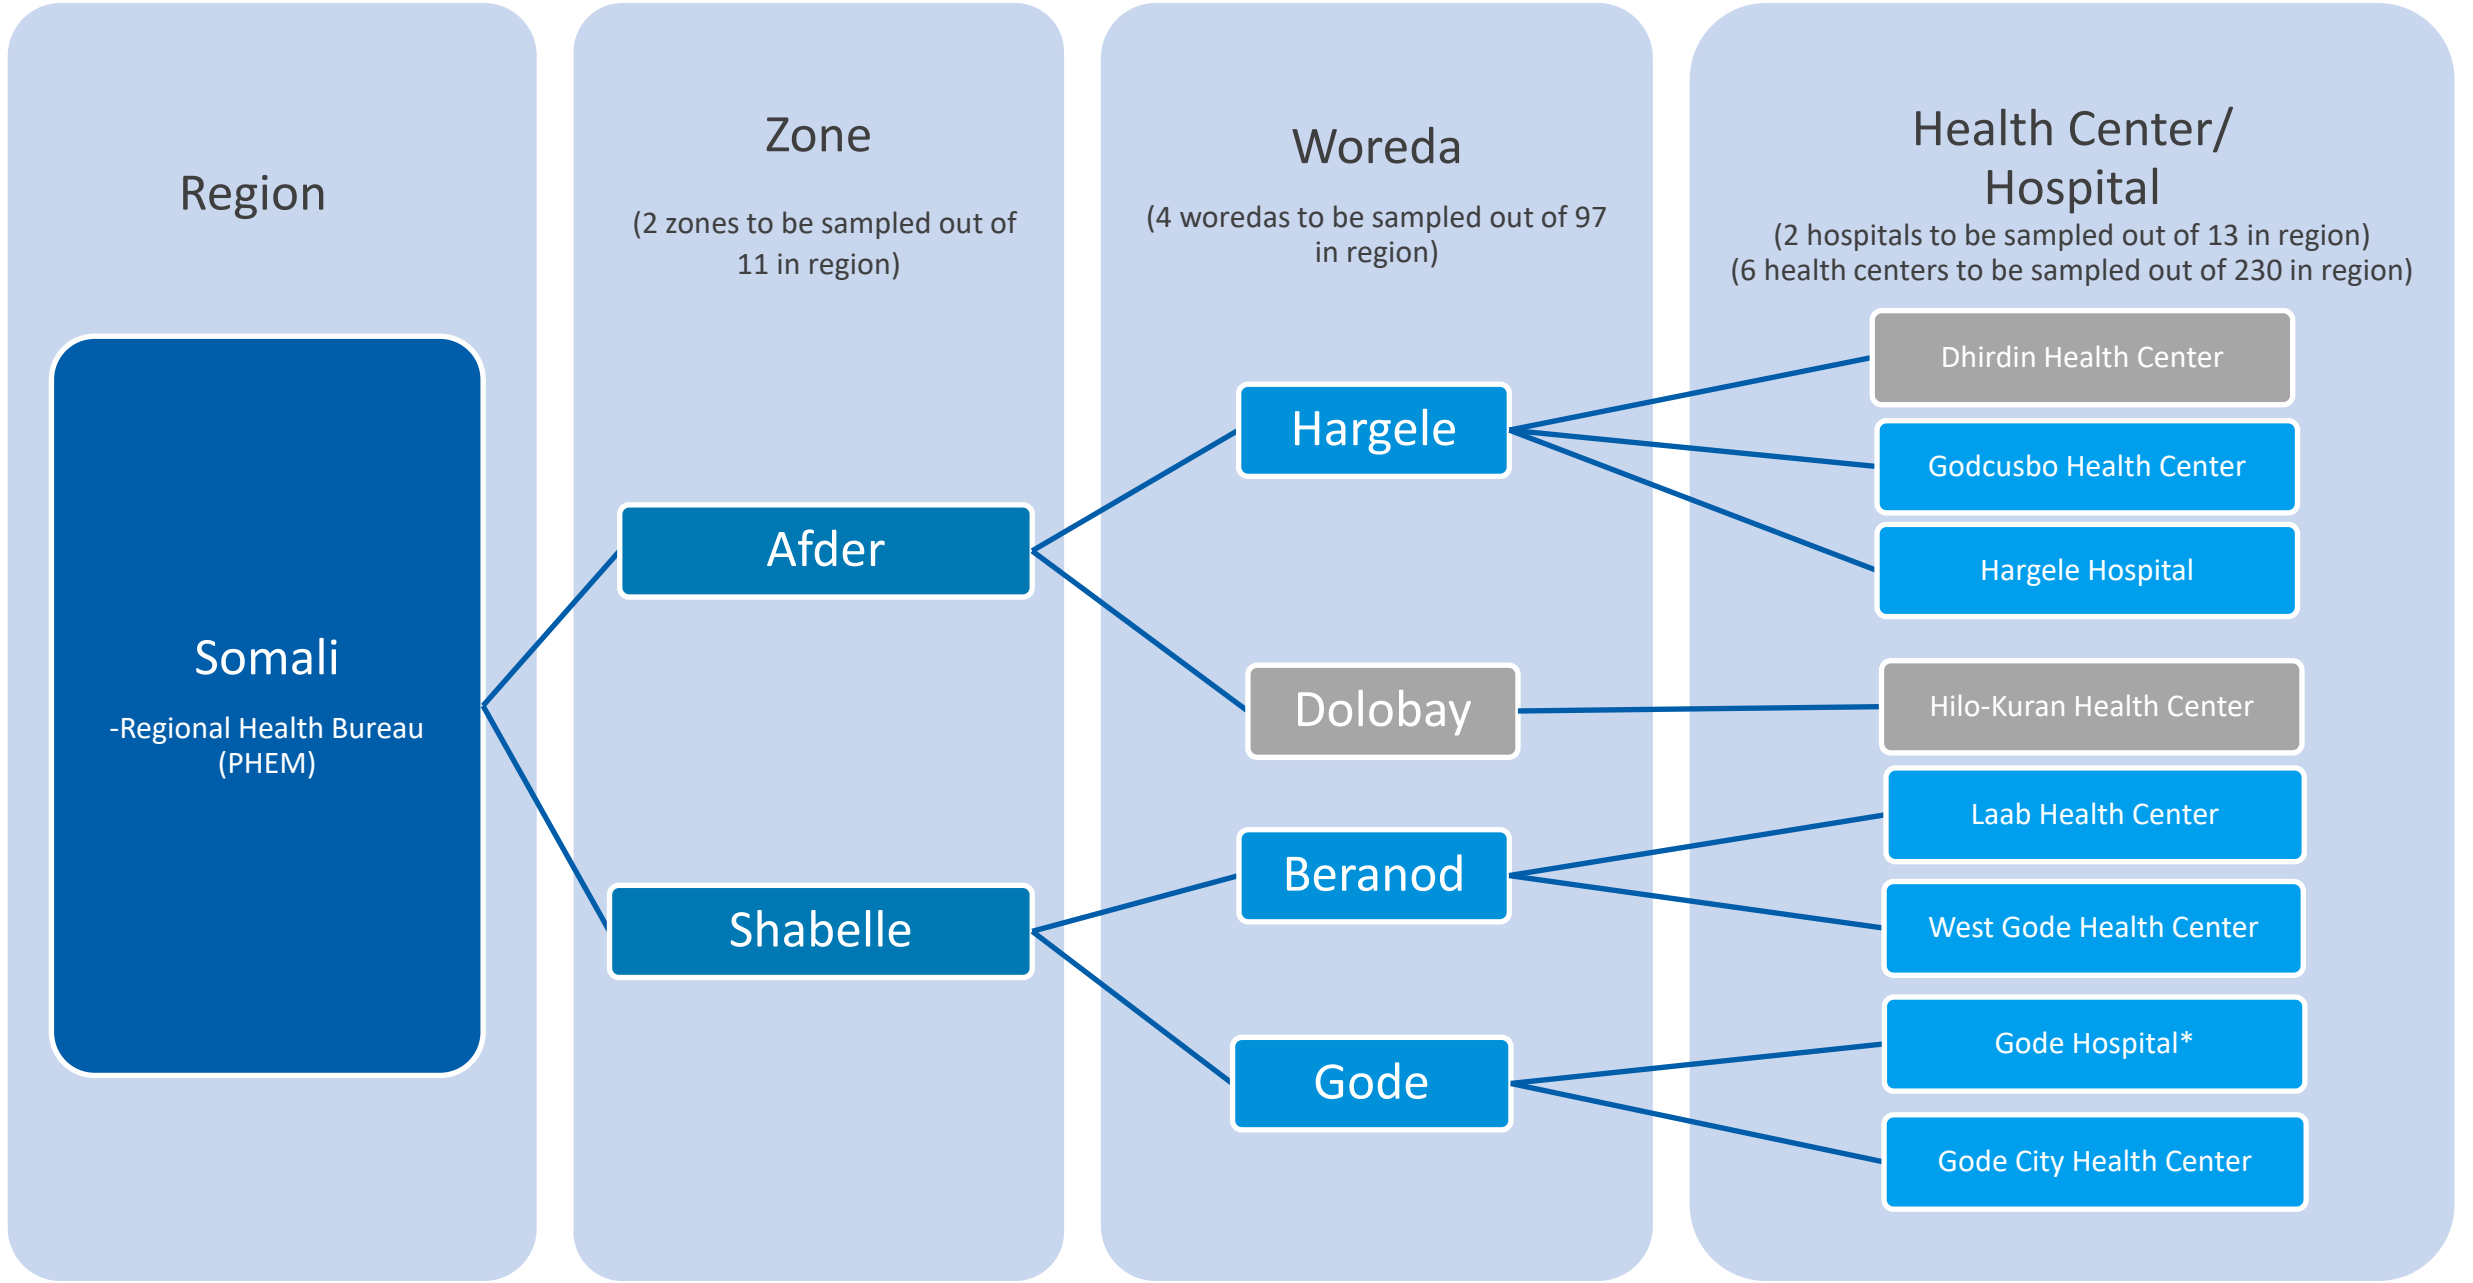 Region
Somali
-Regional Health Bureau
(PHEM)
Zone
(2 zones to be sampled out of
11 in region)
Afder
Shabelle
Woreda
(4 woredas to be sampled out of 97
in region)
Hargele
Dolobay
Beranod
Gode
Health Center/
Hospital
(2 hospitals to be sampled out of 13 in region)
(6 health centers to be sampled out of 230 in region)
Dhirdin Health Center
Godcusbo Health Center
Hargele Hospital
Hilo-Kuran Health Center
Laab Health Center
West Gode Health Center
Gode Hospital*
Gode City Health Center